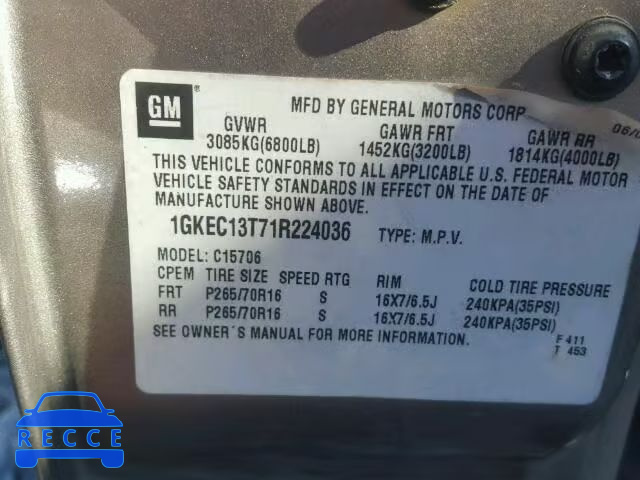 GM ®
MFD BY GENERAL MOTORS CORP
GVWR GAWR FRT GAWR RR
3085KG(6800LB) 1452KG(3200LB) 1814KG(4000LB)
THIS VEHICLE CONFORMS TO ALL APPLICABLE U.S. FEDERAL MOTOR
VEHICLE SAFETY STANDARDS IN EFFECT ON THE DATE OF
MANUFACTURE SHOWN ABOVE.
1GKEC13T71R224036 TYPE: M.P.V.
MODEL: C15706
CPEM TIRE SIZE SPEED RTG RIM COLD TIRE PRESSURE
FRT P265/70R16 S 16X7/6.5J 240KPA(35PSI)
RR P265/70R16 S 16X7/6.5J 240KPA(35PSI)
SEE OWNER'S MANUAL FOR MORE INFORMATION.
F 411
T 453
RECCE